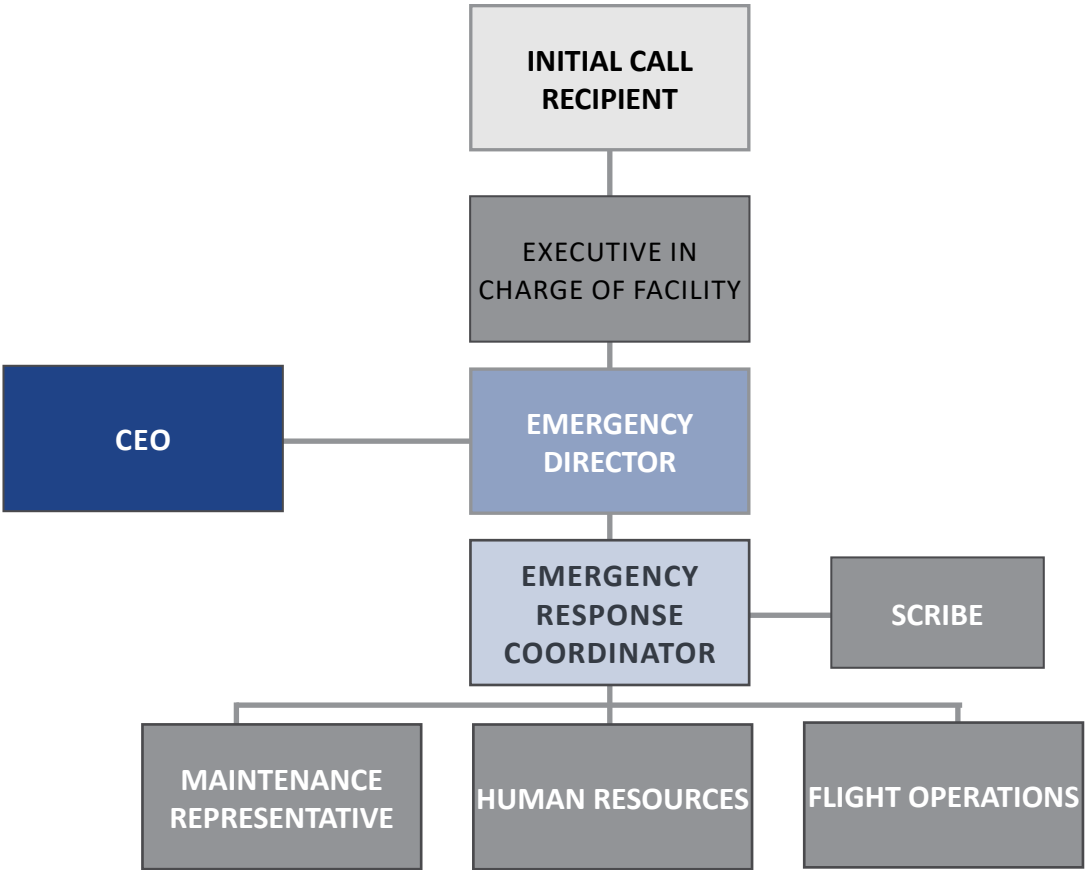 INITIAL CALL
RECIPIENT
EXECUTIVE IN
CHARGE OF FACILITY
CEO
EMERGENCY
DIRECTOR
EMERGENCY
RESPONSE
COORDINATOR
SCRIBE
MAINTENANCE
REPRESENTATIVE
HUMAN RESOURCES
FLIGHT OPERATIONS